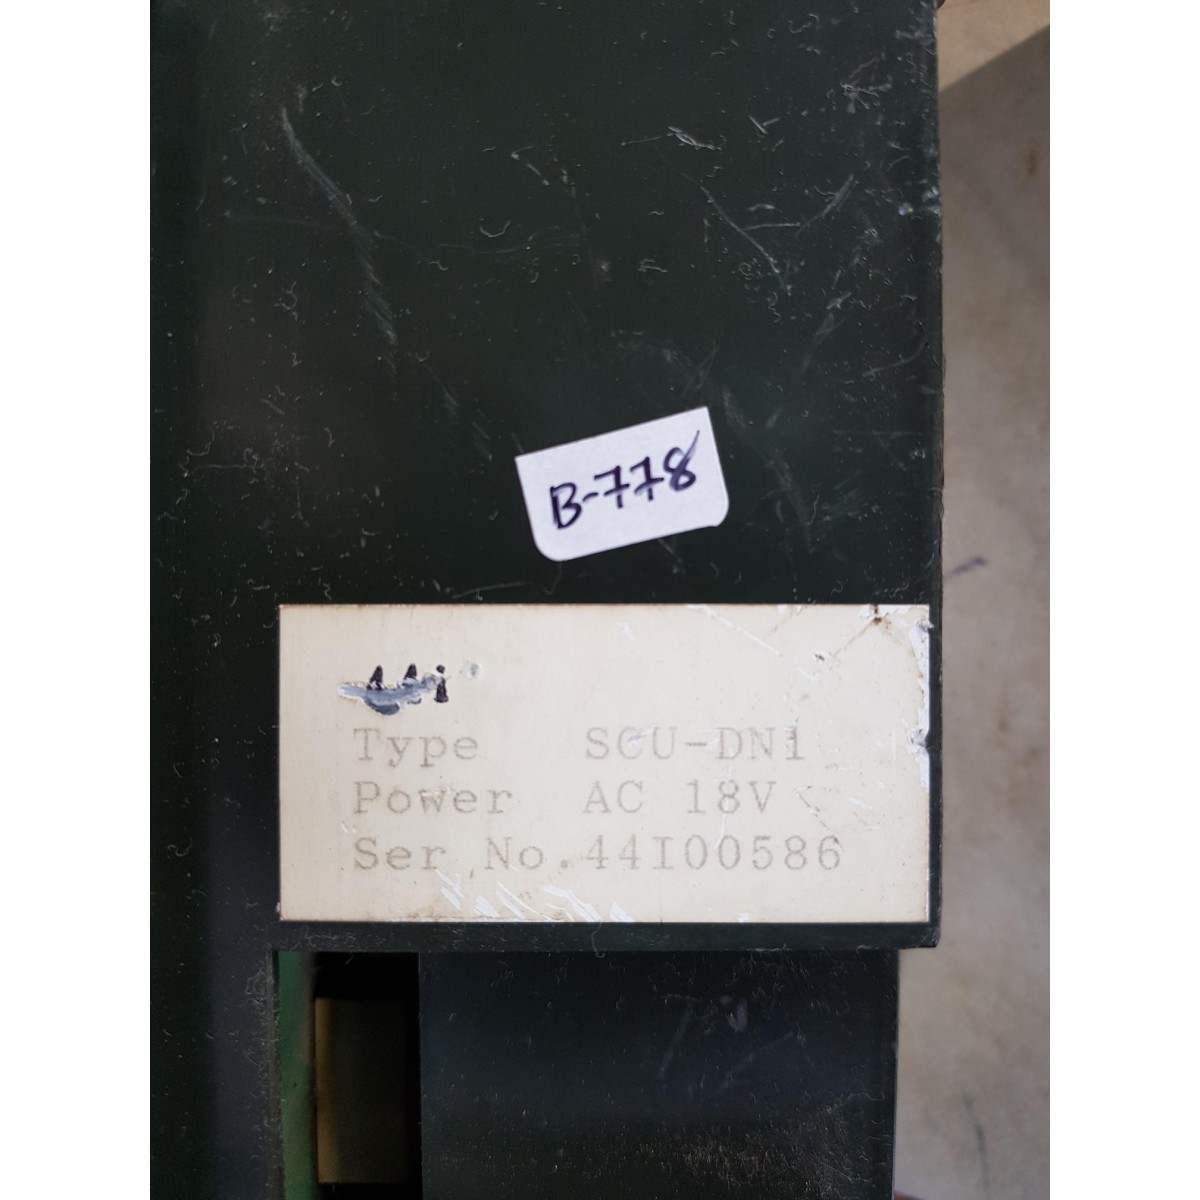 B-778
Type SCU-DN1
Power AC 18V
Ser No. 44I00586